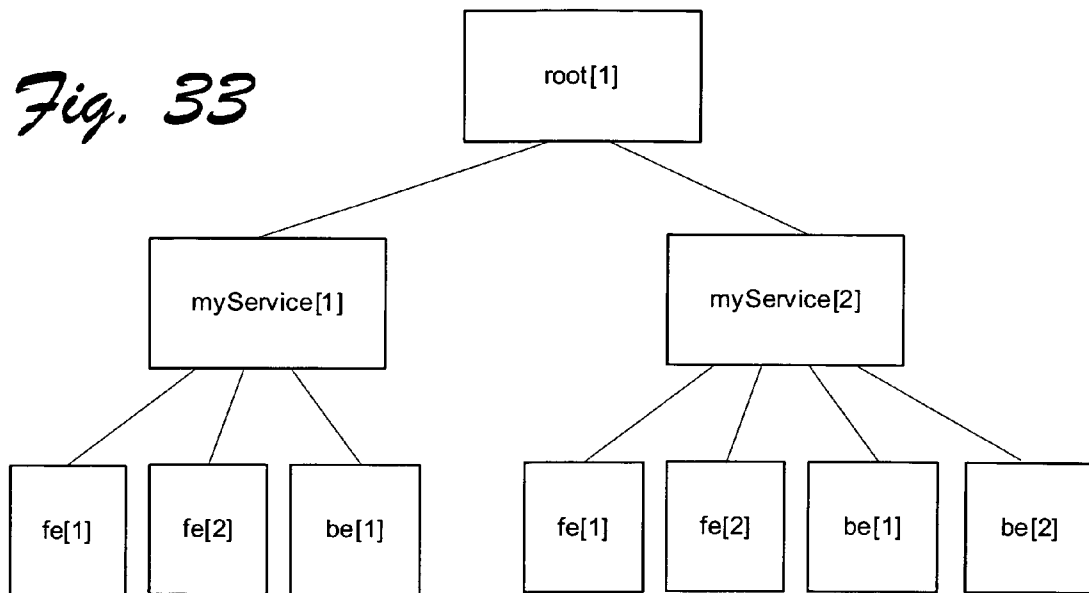 Fig. 33
root[1]
myService[1]
myService[2]
fe[1]
fe[2]
be[1]
fe[1]
fe[2]
be[1]
be[2]